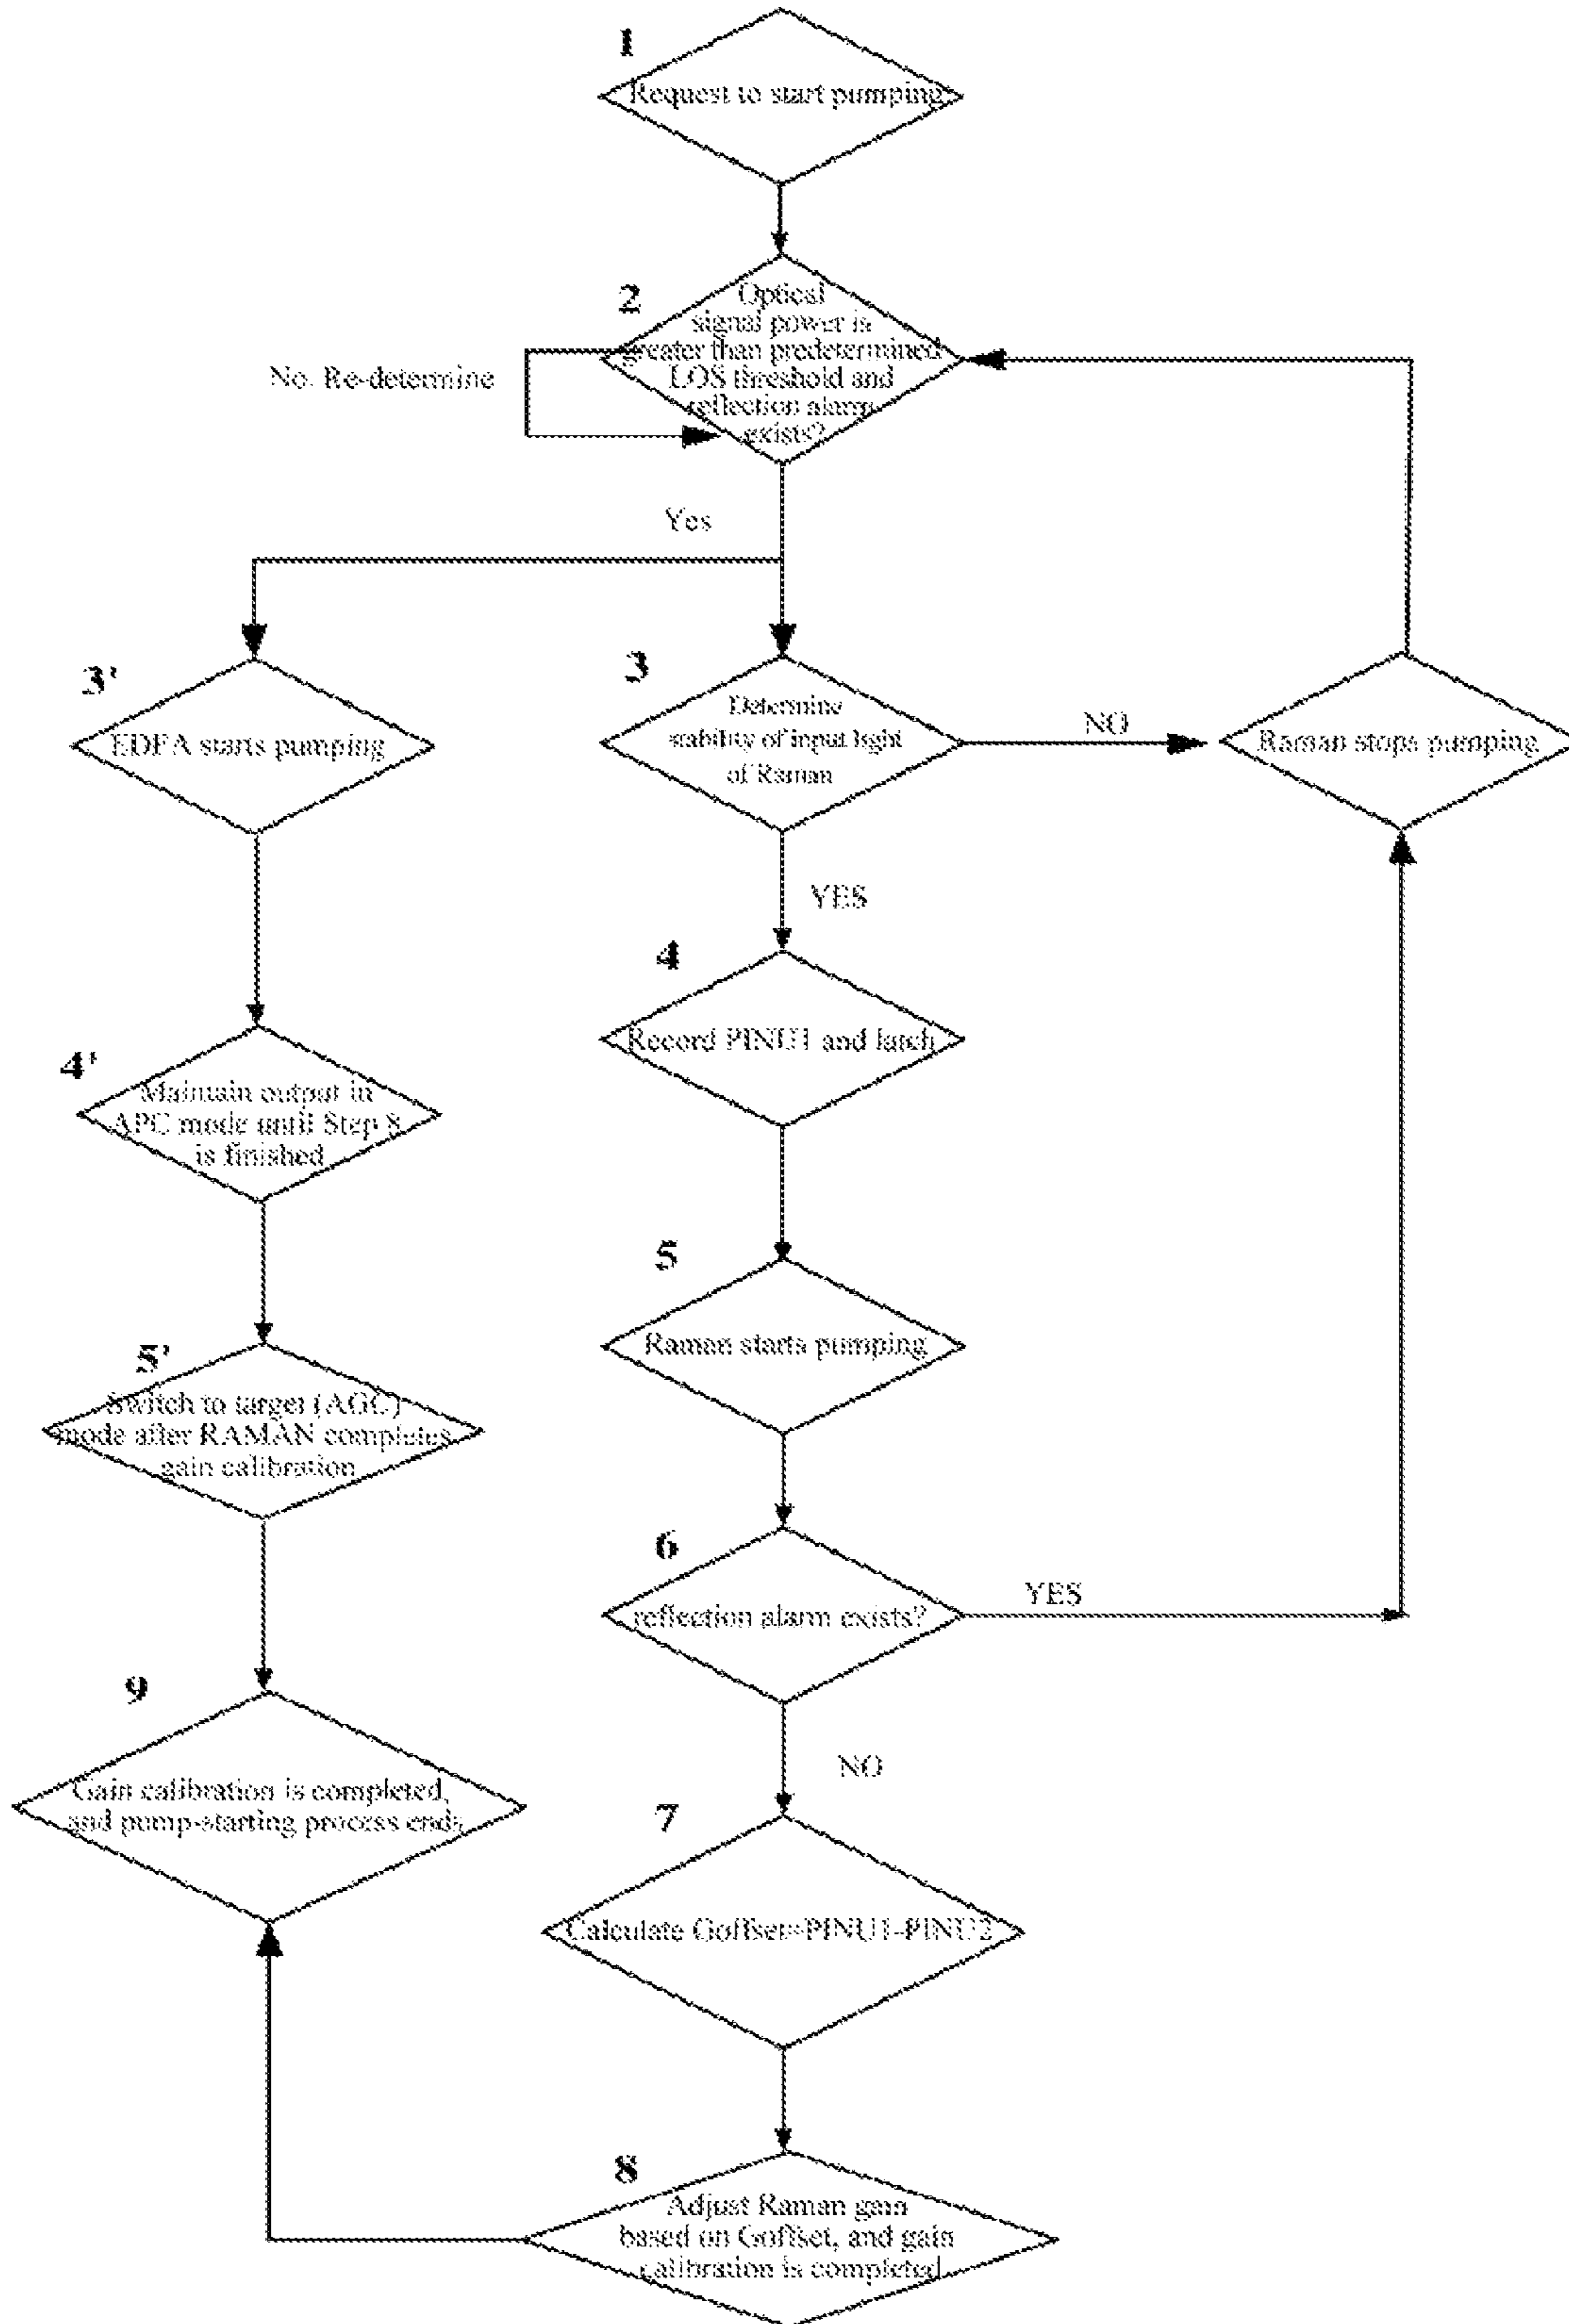 1
Request to start pumping
2
Optical
signal power is
greater than predetermined
LOS threshold and
reflection alarm
exists?
No. Re-determine
Yes
3'
EDFA starts pumping
3
Determine
stability of input light
of Raman
NO
Raman stops pumping
YES
4
Record PINU1 and latch
4'
Maintain output in
APC mode until Step 8
is finished
5
Raman starts pumping
5'
Switch to target (AGC)
mode after RAMAN completes
gain calibration
6
reflection alarm exists?
YES
NO
9
Gain calibration is completed,
and pump-starting process ends
7
Calculate Goffset=PINU1-PINU2
8
Adjust Raman gain
based on Goffset, and gain
calibration is completed